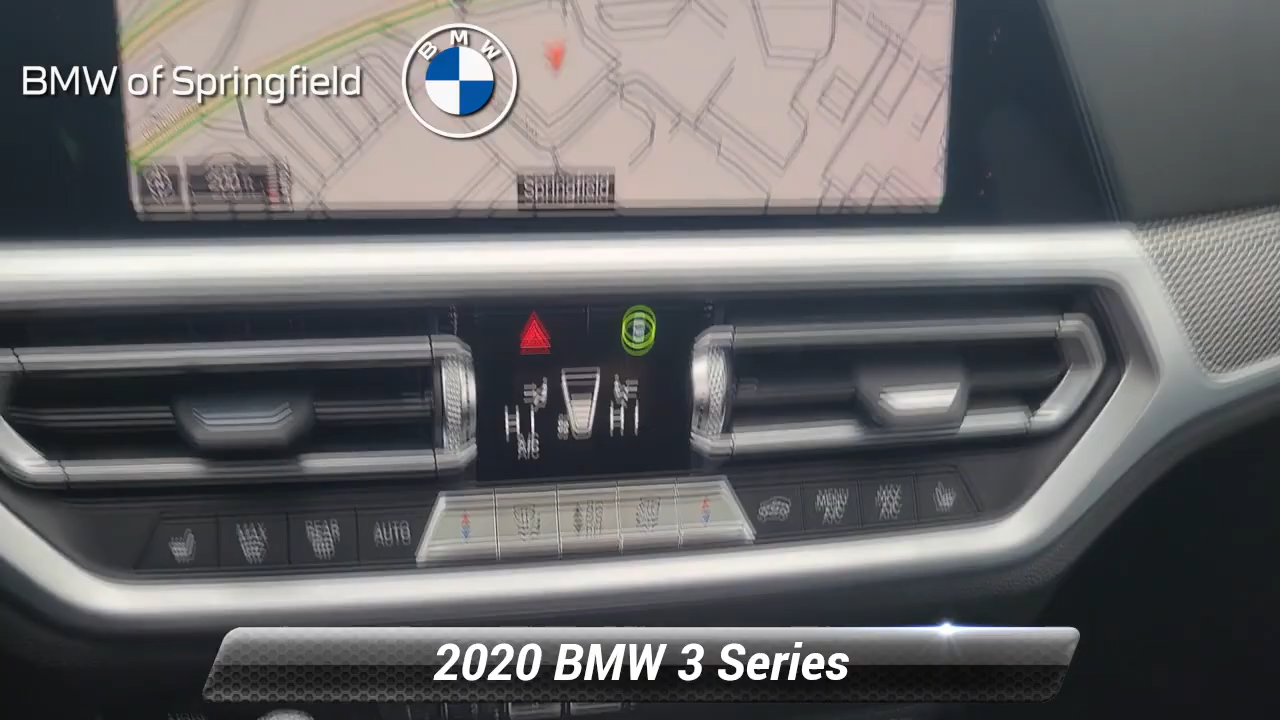 BMW of Springfield
BMW
Springfield
A/C
MAX
REAR
AUTO
MENU
A/C
MAX
A/C
2020 BMW 3 Series